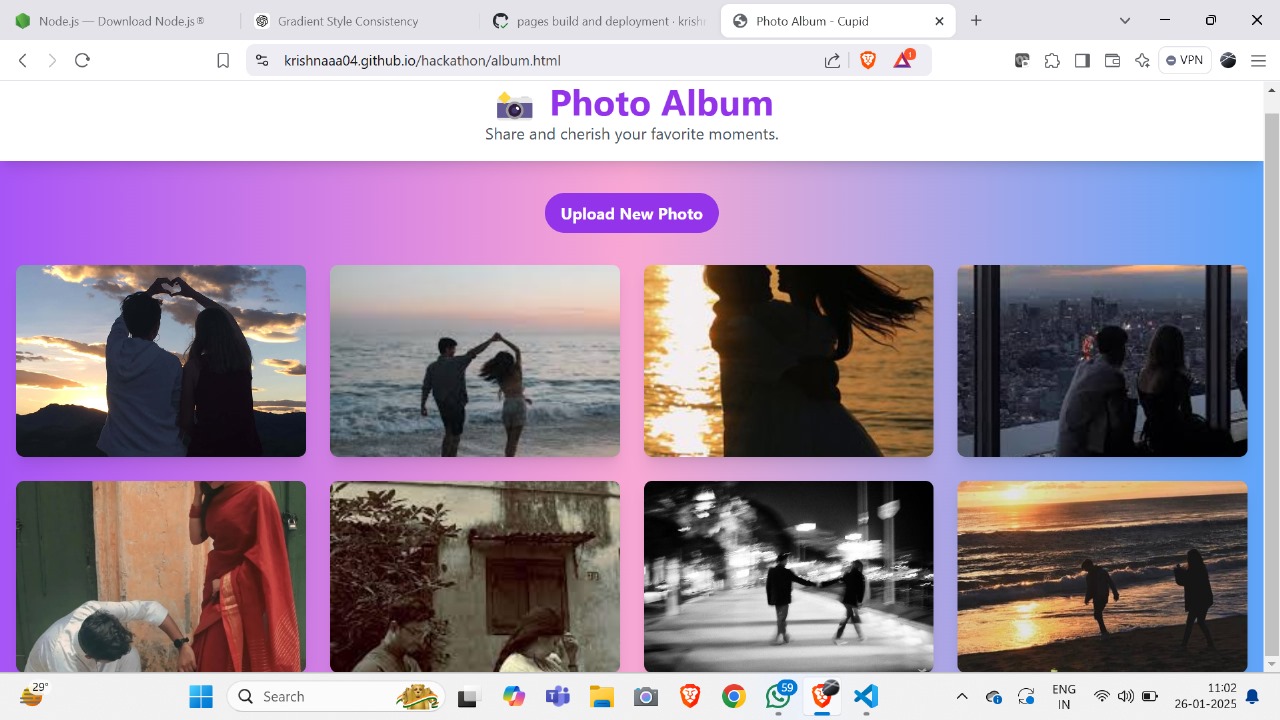 Node.js — Download Node.js®
Gradient Style Consistency
pages build and deployment · krishn
Photo Album - Cupid
krishnaaa04.github.io/hackathon/album.html
1
VPN
Photo Album
Share and cherish your favorite moments.
Upload New Photo
29°
Search
59
ENG
IN
11:02
26-01-2025